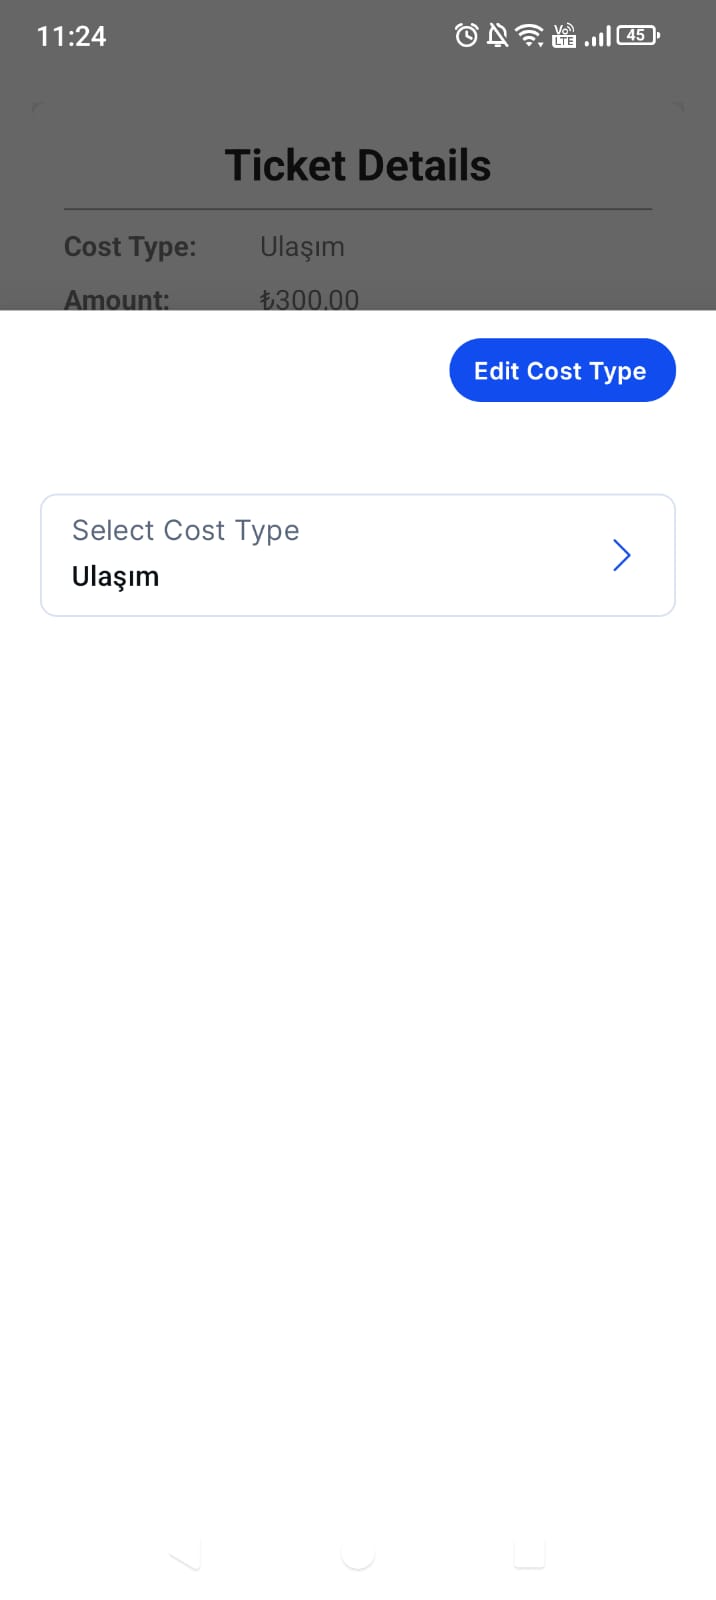 11:24
Vo LTE
45
Ticket Details
Cost Type: Ulaşım
Amount: ₺300,00
Edit Cost Type
Select Cost Type
Ulaşım